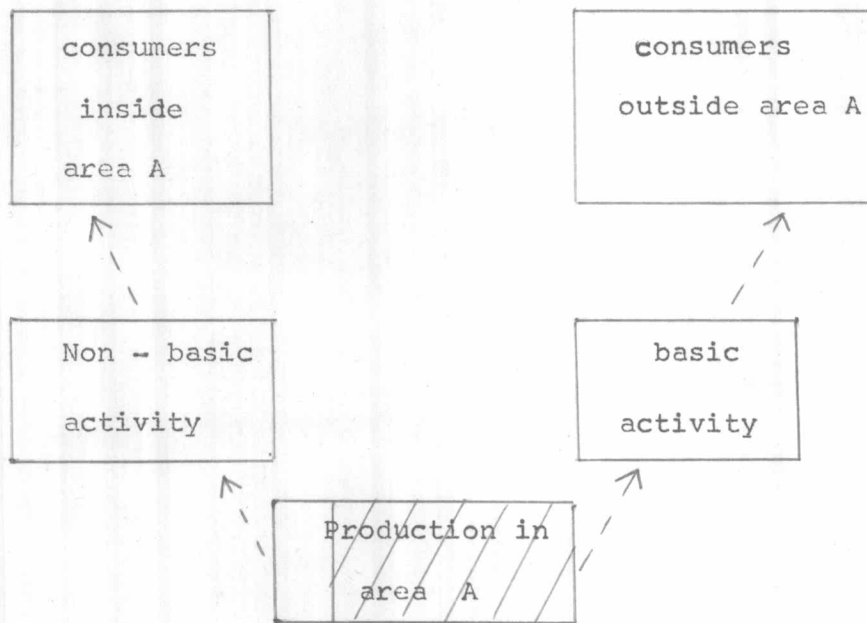 consumers
inside
area A
consumers
outside area A
Non - basic
activity
basic
activity
Production in
area A